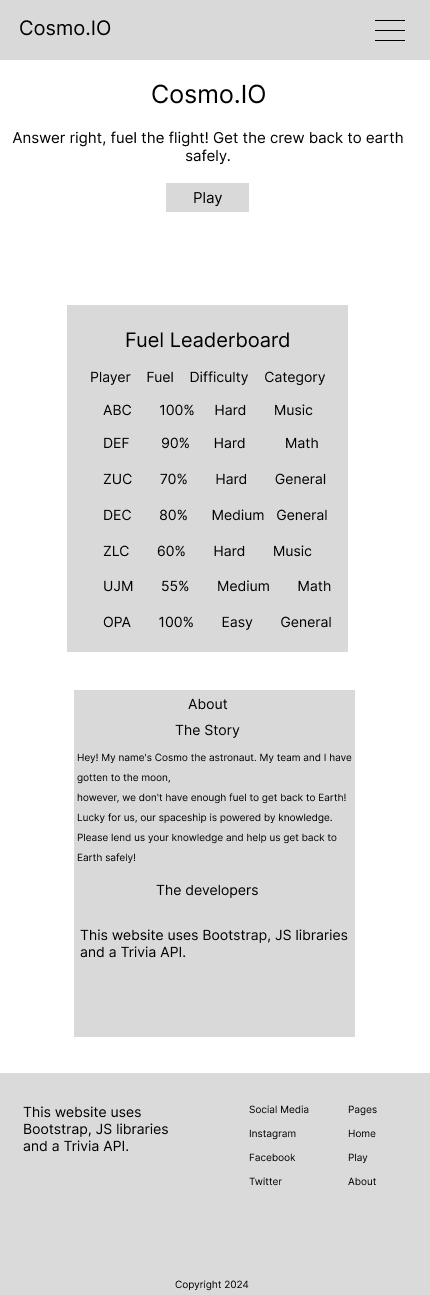 Cosmo.IO
Cosmo.IO
Answer right, fuel the flight! Get the crew back to earth
safely.
Play
Fuel Leaderboard
Player Fuel Difficulty Category
ABC 100% Hard Music
DEF 90% Hard Math
ZUC 70% Hard General
DEC 80% Medium General
ZLC 60% Hard Music
UJM 55% Medium Math
OPA 100% Easy General
About
The Story
Hey! My name's Cosmo the astronaut. My team and I have
gotten to the moon,
however, we don't have enough fuel to get back to Earth!
Lucky for us, our spaceship is powered by knowledge.
Please lend us your knowledge and help us get back to
Earth safely!
The developers
This website uses Bootstrap, JS libraries
and a Trivia API.
This website uses
Bootstrap, JS libraries
and a Trivia API.
Social Media Pages
Instagram Home
Facebook Play
Twitter About
Copyright 2024